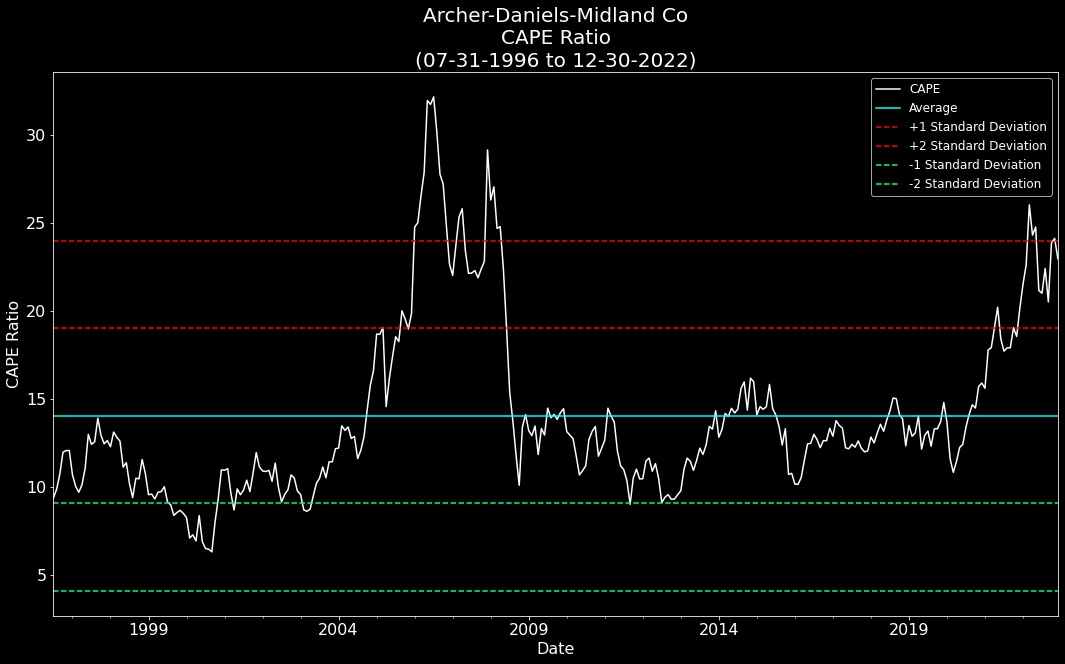 Archer-Daniels-Midland Co
CAPE Ratio
(07-31-1996 to 12-30-2022)
CAPE
Average
+1 Standard Deviation
+2 Standard Deviation
-1 Standard Deviation
-2 Standard Deviation
CAPE Ratio
30
25
20
15
10
5
1999
2004
2009
2014
2019
Date